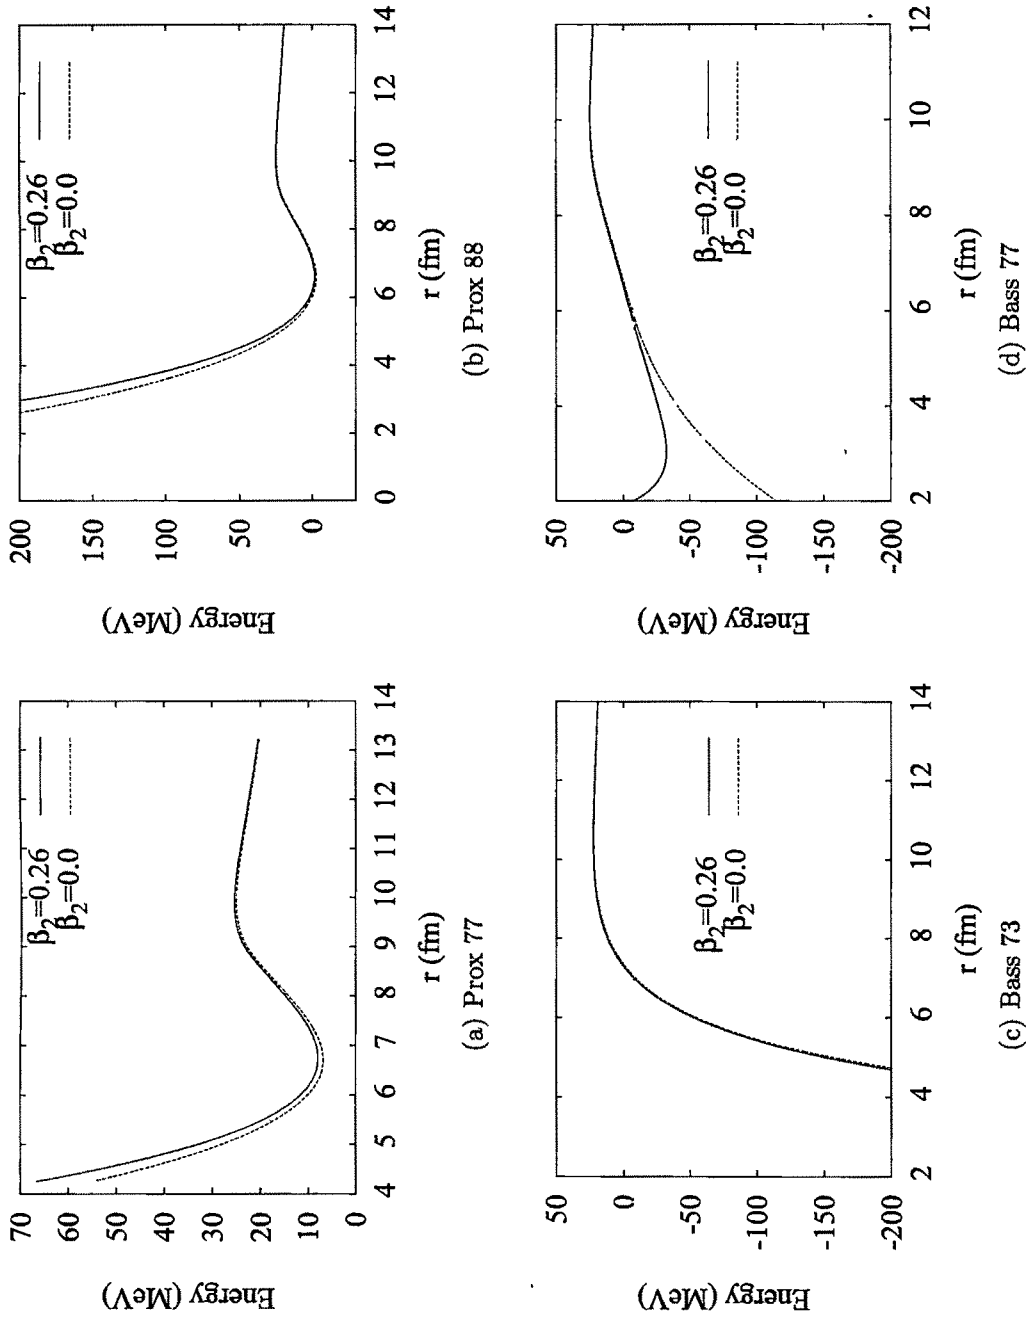 70
60
50
40
30
20
10
0
4
5
6
7
8
9
10
11
12
13
14
Energy (MeV)
r (fm)
β2=0.26
β2=0.0
(a) Prox 77
200
150
100
50
0
0
2
4
6
8
10
12
14
Energy (MeV)
r (fm)
β2=0.26
β2=0.0
(b) Prox 88
50
0
-50
-100
-150
-200
2
4
6
8
10
12
14
Energy (MeV)
r (fm)
β2=0.26
β2=0.0
(c) Bass 73
50
0
-50
-100
-150
-200
2
4
6
8
10
12
Energy (MeV)
r (fm)
β2=0.26
β2=0.0
(d) Bass 77